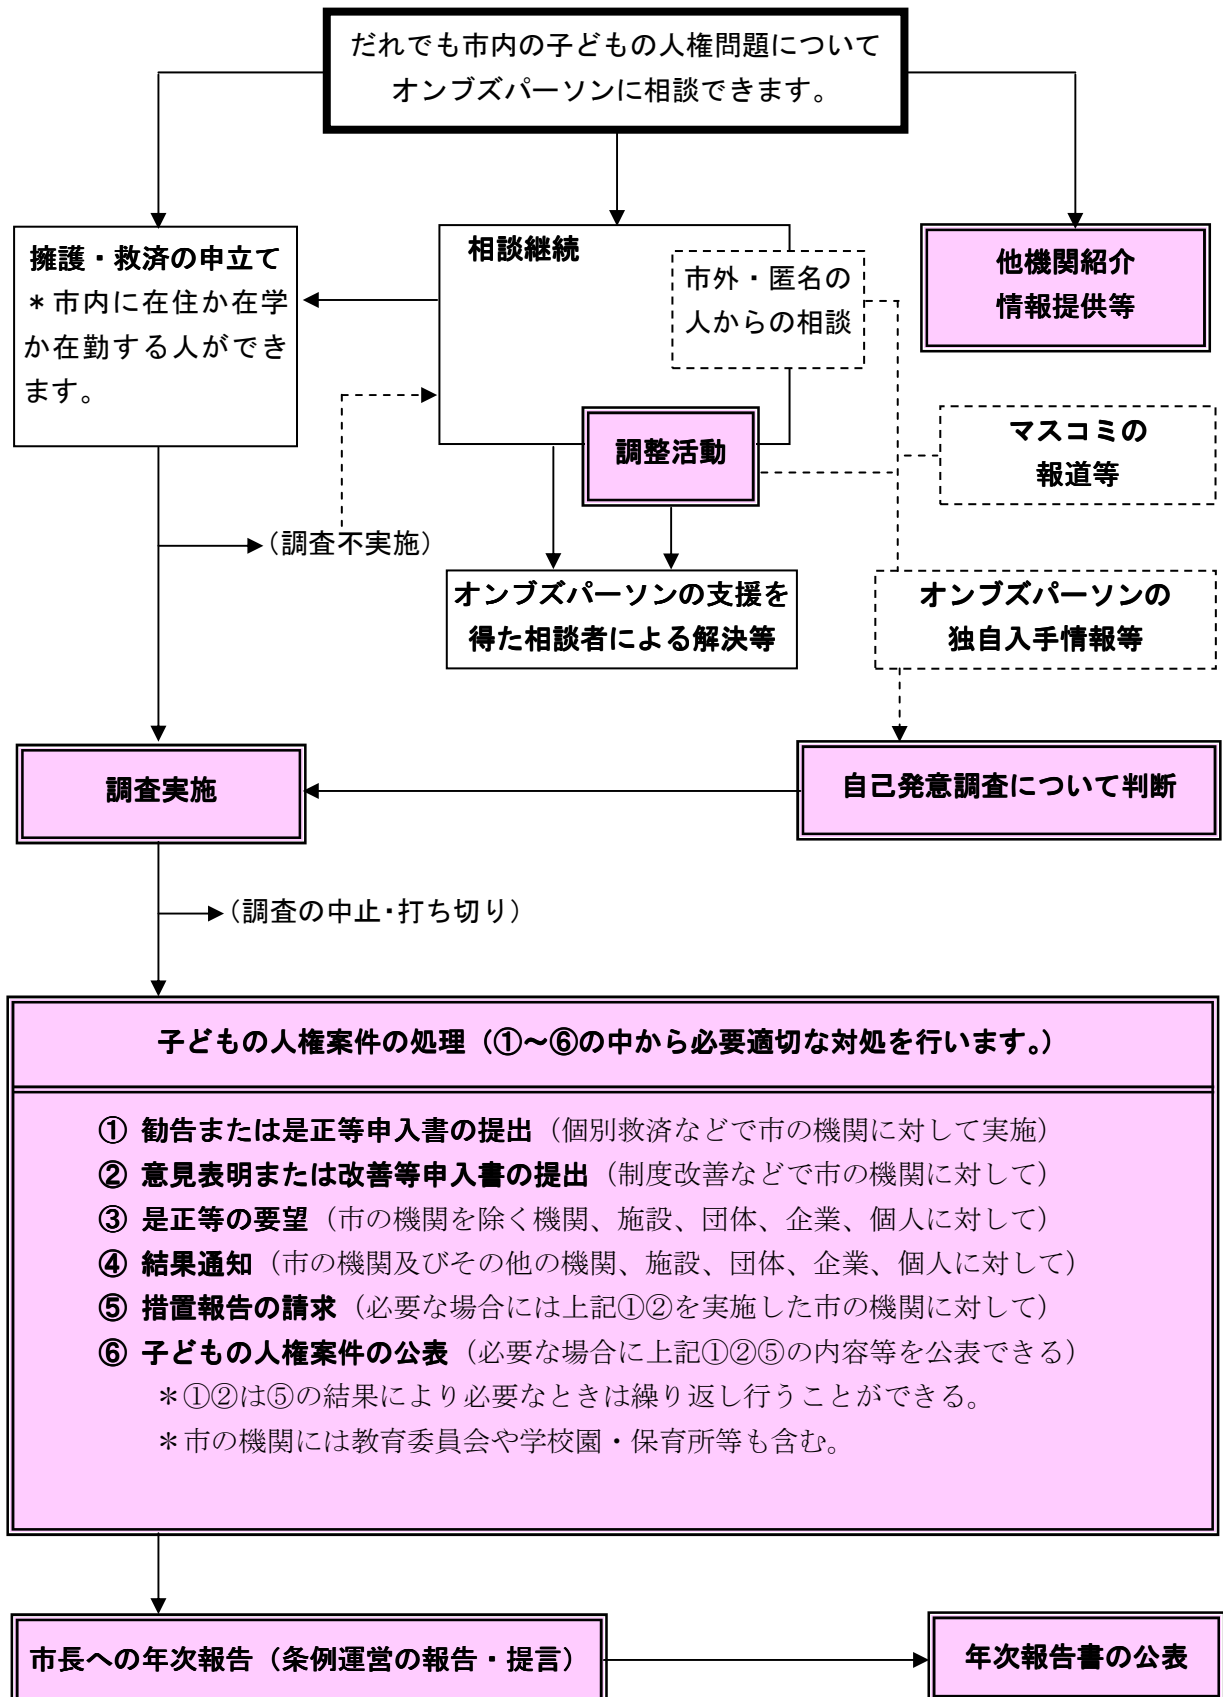 だれでも市内の子どもの人権問題について
オンブズパーソンに相談できます。
擁護・救済の申立て
＊市内に在住か在学
か在勤する人ができ
ます。
相談継続
市外・匿名の
人からの相談
他機関紹介
情報提供等
調整活動
マスコミの
報道等
（調査不実施）
オンブズパーソンの支援を
得た相談者による解決等
オンブズパーソンの
独自入手情報等
調査実施
自己発意調査について判断
（調査の中止・打ち切り）
子どもの人権案件の処理（①～⑥の中から必要適切な対処を行います。）
① 勧告または是正等申入書の提出（個別救済などで市の機関に対して実施）
② 意見表明または改善等申入書の提出（制度改善などで市の機関に対して）
③ 是正等の要望（市の機関を除く機関、施設、団体、企業、個人に対して）
④ 結果通知（市の機関及びその他の機関、施設、団体、企業、個人に対して）
⑤ 措置報告の請求（必要な場合には上記①②を実施した市の機関に対して）
⑥ 子どもの人権案件の公表（必要な場合に上記①②⑤の内容等を公表できる）
＊①②は⑤の結果により必要なときは繰り返し行うことができる。
＊市の機関には教育委員会や学校園・保育所等も含む。
市長への年次報告（条例運営の報告・提言）
年次報告書の公表